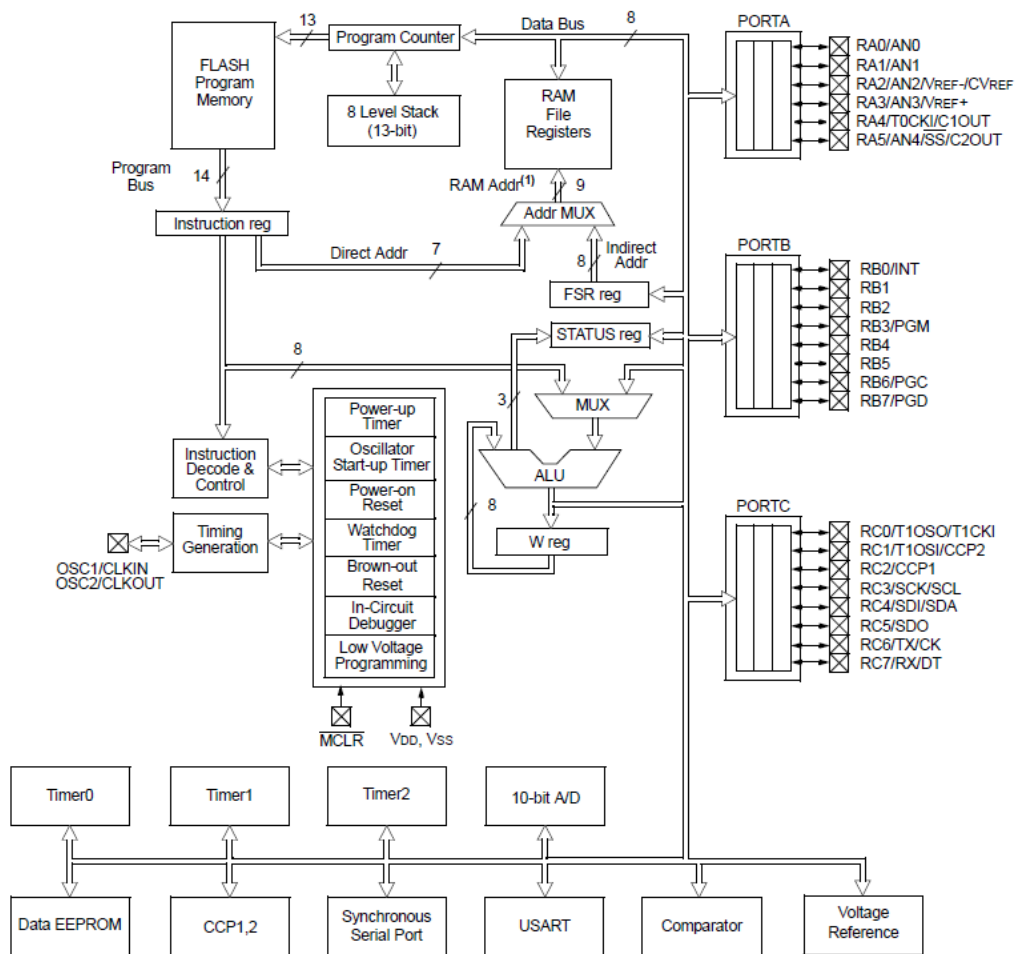 13
Data Bus
8
PORTA
FLASH
Program
Memory
Program Counter
8 Level Stack
(13-bit)
RAM
File
Registers
RA0/AN0
RA1/AN1
RA2/AN2/VREF-/CVREF
RA3/AN3/VREF+
RA4/T0CKI/C1OUT
RA5/AN4/SS/C2OUT
Program
Bus
14
RAM Addr(1)
9
Addr MUX
Instruction reg
Direct Addr
7
8
Indirect
Addr
FSR reg
STATUS reg
PORTB
RB0/INT
RB1
RB2
RB3/PGM
RB4
RB5
RB6/PGC
RB7/PGD
8
3
MUX
ALU
8
W reg
Instruction
Decode &
Control
Timing
Generation
OSC1/CLKIN
OSC2/CLKOUT
Power-up
Timer
Oscillator
Start-up Timer
Power-on
Reset
Watchdog
Timer
Brown-out
Reset
In-Circuit
Debugger
Low Voltage
Programming
MCLR
VDD, VSS
PORTC
RC0/T1OSO/T1CKI
RC1/T1OSI/CCP2
RC2/CCP1
RC3/SCK/SCL
RC4/SDI/SDA
RC5/SDO
RC6/TX/CK
RC7/RX/DT
Timer0
Timer1
Timer2
10-bit A/D
Data EEPROM
CCP1,2
Synchronous
Serial Port
USART
Comparator
Voltage
Reference